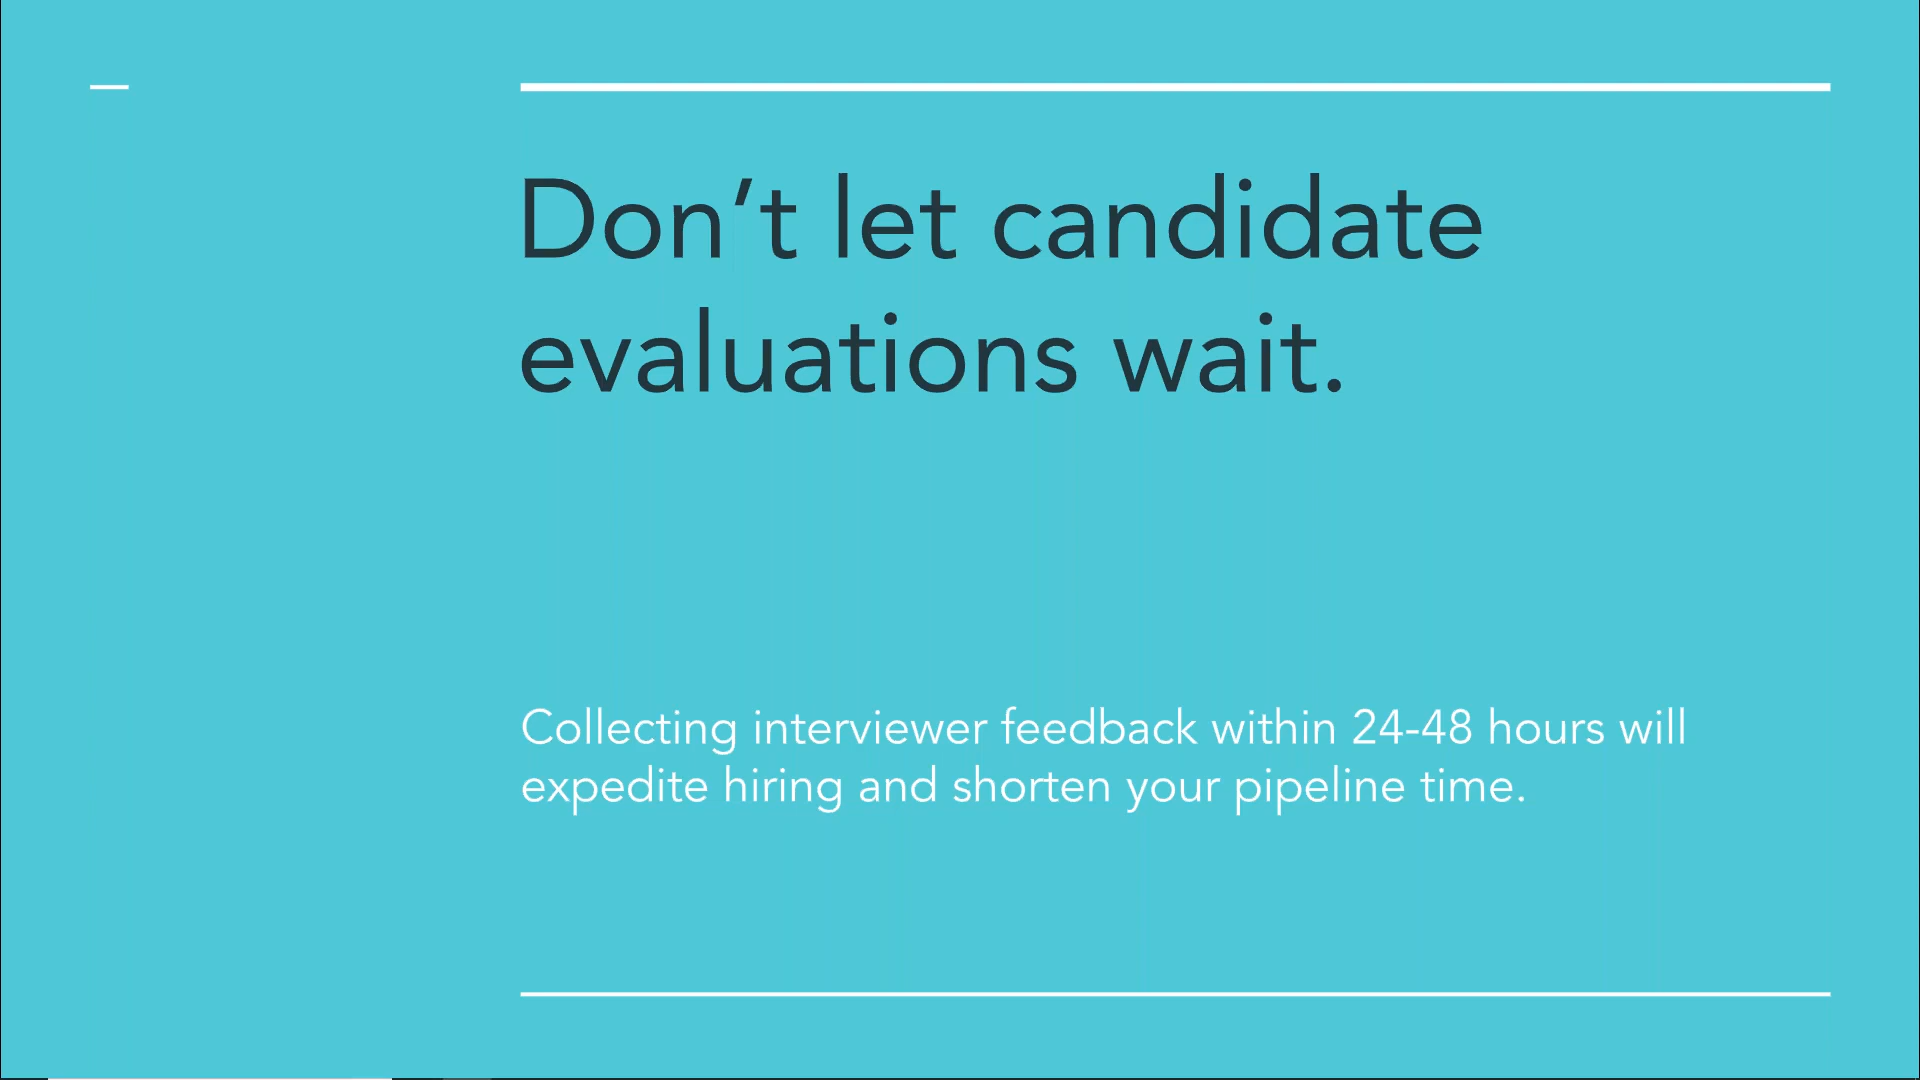 Don’t let candidate
evaluations wait.
Collecting interviewer feedback within 24-48 hours will
expedite hiring and shorten your pipeline time.